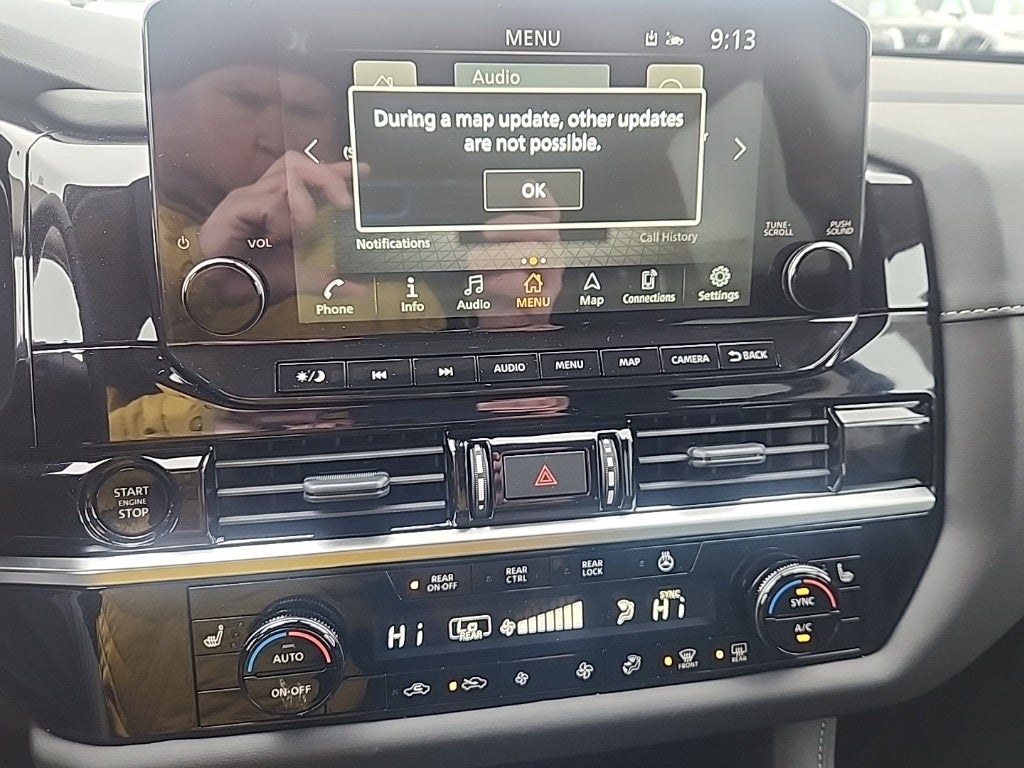 MENU
9:13
Audio
During a map update, other updates
are not possible.
OK
Notifications
Call History
Phone
Info
Audio
MENU
Map
Connections
Settings
VOL
TUNE-
SCROLL
PUSH
SOUND
AUDIO
MENU
MAP
CAMERA
BACK
START
ENGINE
STOP
REAR
ON·OFF
REAR
CTRL
REAR
LOCK
Hi
Lo
REAR
SYNC
Hi
AUTO
ON·OFF
SYNC
A/C
FRONT
REAR